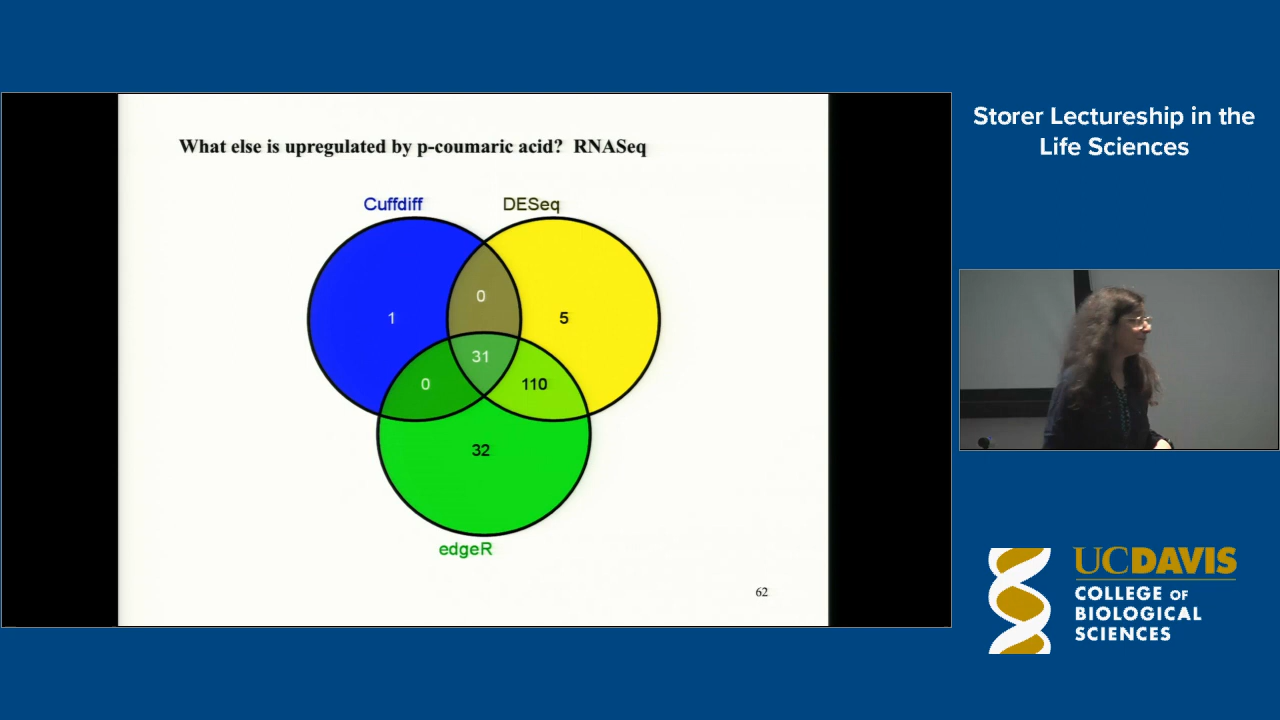 What else is upregulated by p-coumaric acid?  RNASeq
Cuffdiff
DESeq
0
1
5
31
0
110
32
edgeR
62
Storer Lectureship in the
Life Sciences
UCDAVIS
COLLEGE OF
BIOLOGICAL
SCIENCES